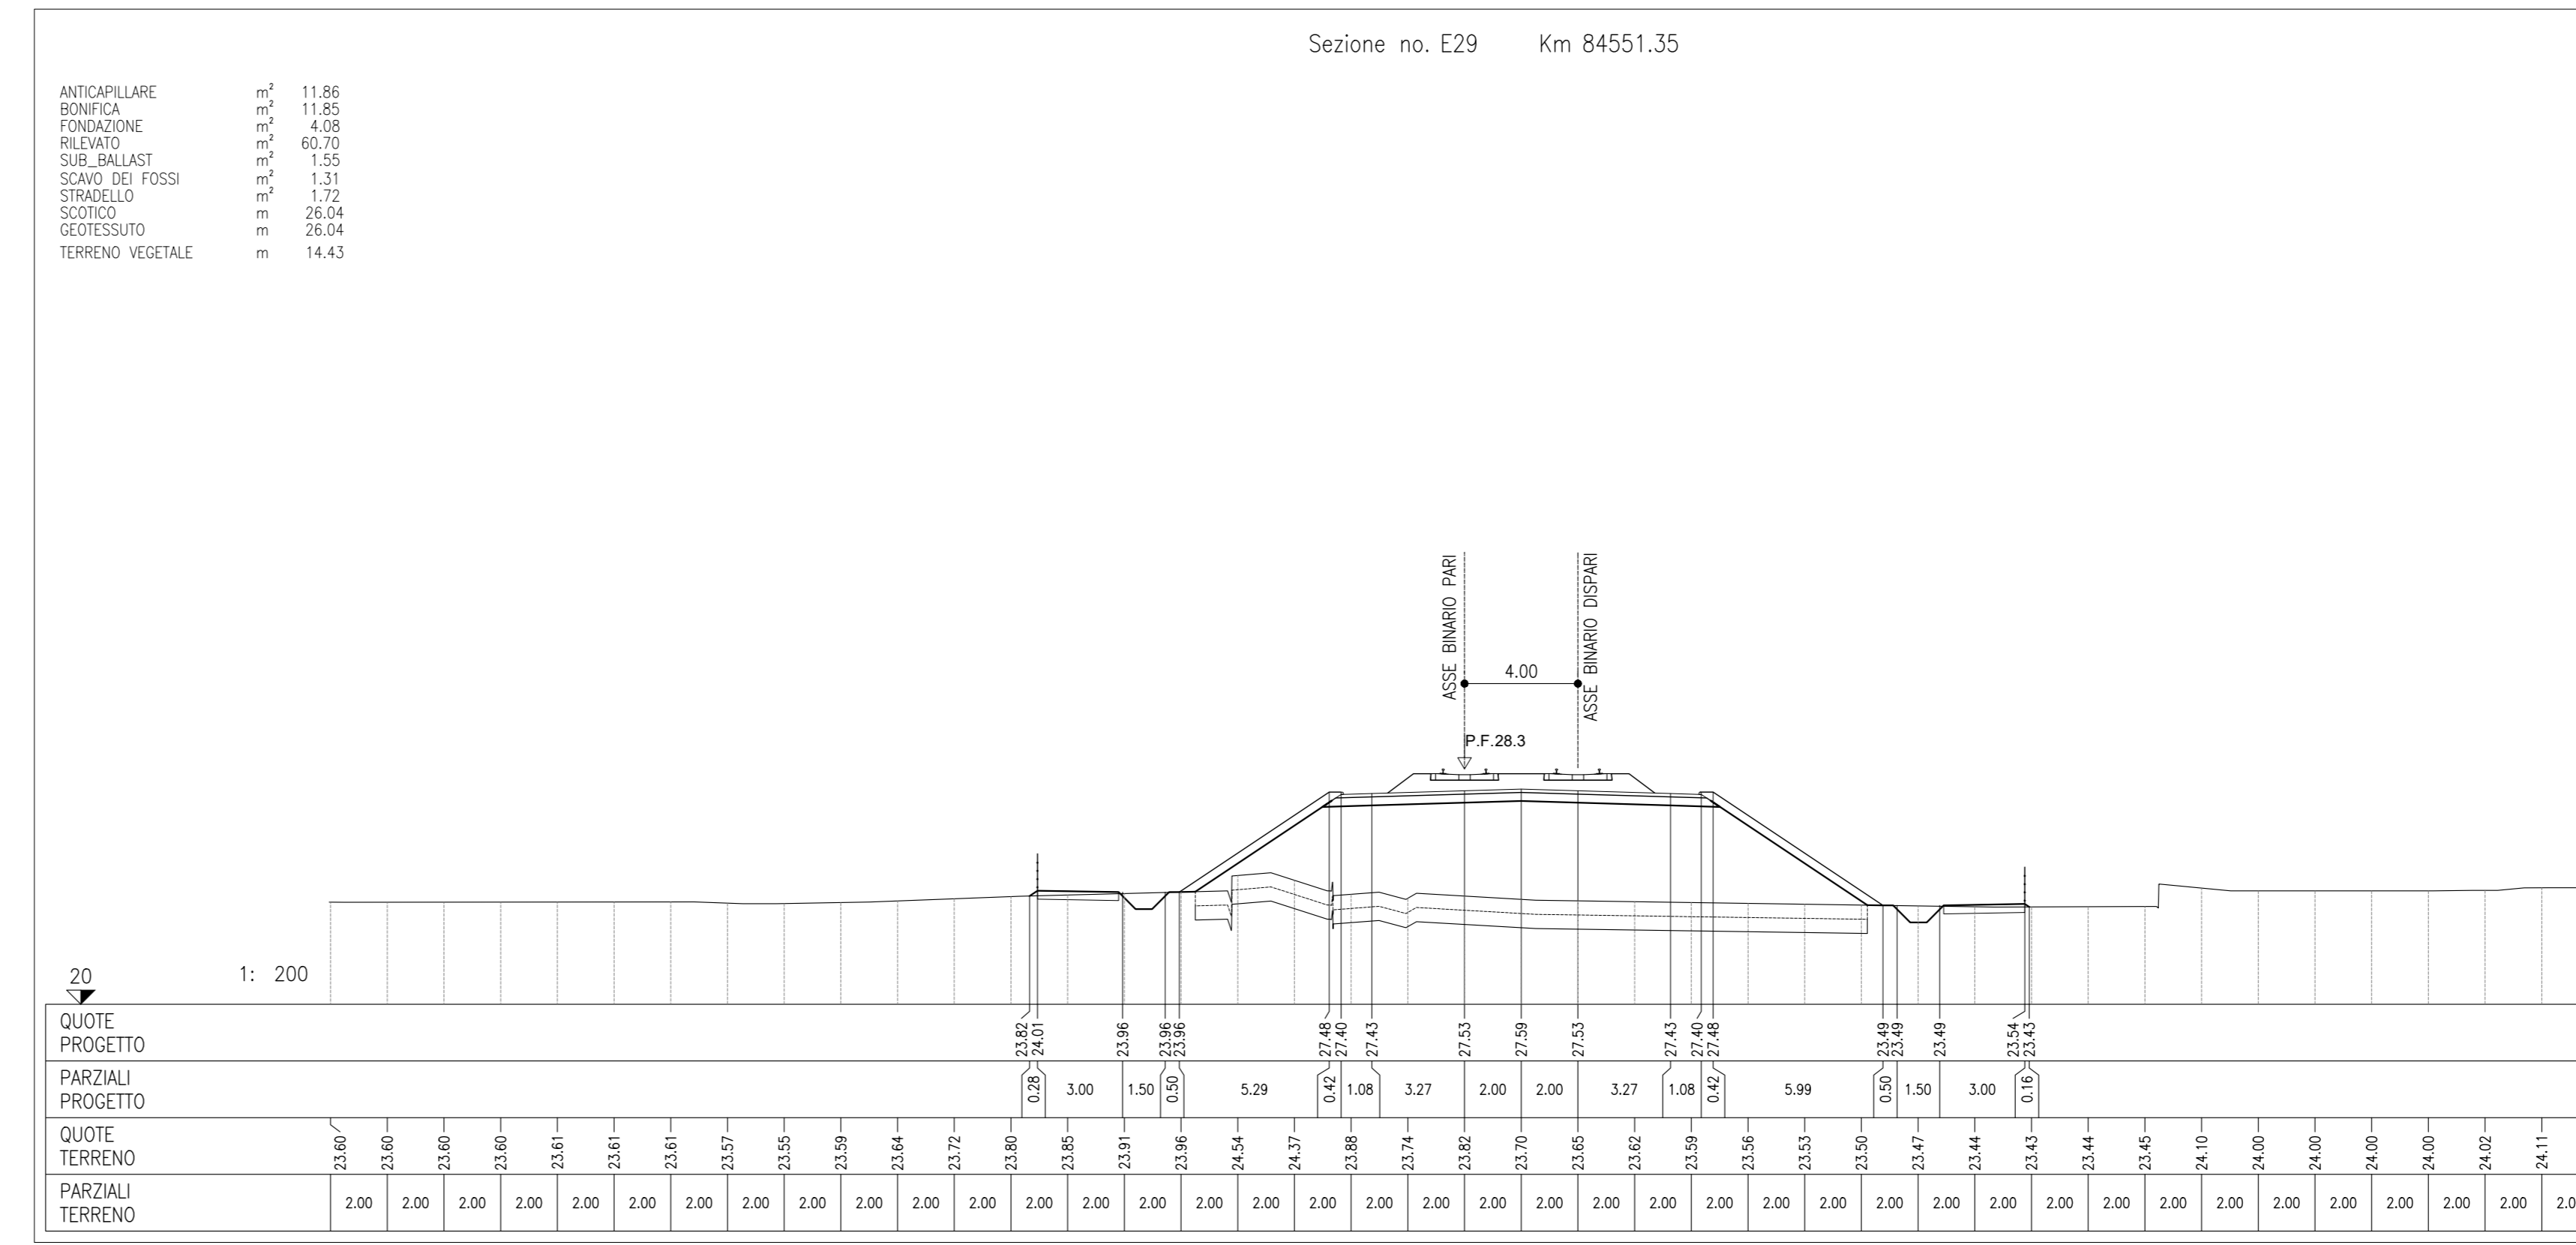 Sezione no. E29 Km 84551.35
ANTICAPILLARE m² 11.86
BONIFICA m² 11.85
FONDAZIONE m² 4.08
RILEVATO m² 60.70
SUB_BALLAST m² 1.55
SCAVO DEI FOSSI m² 1.31
STRADELLO m² 1.72
SCOTICO m 26.04
GEOTESSUTO m 26.04
TERRENO VEGETALE m 14.43
ASSE BINARIO PARI
ASSE BINARIO DISPARI
4.00
P.F.28.3
20
1: 200
QUOTE
PROGETTO
23.82 24.01 23.96 23.96 23.96 27.48 27.40 27.43 27.53 27.59 27.53 27.43 27.40 27.48 23.49 23.49 23.49 23.54 23.43
PARZIALI
PROGETTO
0.28 3.00 1.50 0.50 5.29 0.42 1.08 3.27 2.00 2.00 3.27 1.08 0.42 5.99 0.50 1.50 3.00 0.16
QUOTE
TERRENO
23.60 23.60 23.60 23.60 23.61 23.61 23.61 23.57 23.55 23.59 23.64 23.72 23.80 23.85 23.91 23.96 24.54 24.37 23.88 23.74 23.82 23.70 23.65 23.62 23.59 23.56 23.53 23.50 23.47 23.44 23.43 23.44 23.45 24.10 24.00 24.00 24.00 24.00 24.02 24.11
PARZIALI
TERRENO
2.00 2.00 2.00 2.00 2.00 2.00 2.00 2.00 2.00 2.00 2.00 2.00 2.00 2.00 2.00 2.00 2.00 2.00 2.00 2.00 2.00 2.00 2.00 2.00 2.00 2.00 2.00 2.00 2.00 2.00 2.00 2.00 2.00 2.00 2.00 2.00 2.00 2.00 2.00 2.0